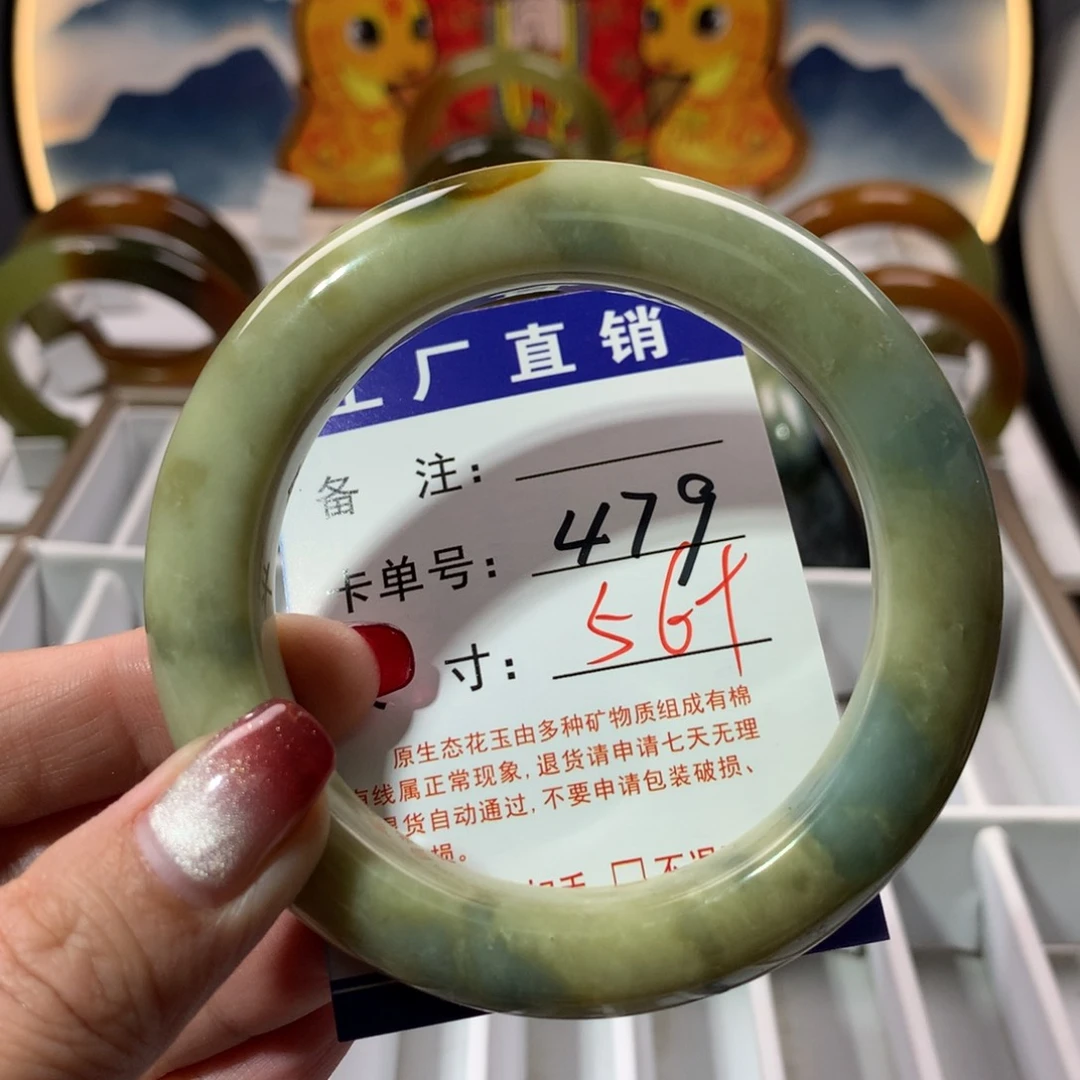 工厂直销
备 注：
卡单号：479
寸：56+
原生态花玉由多种矿物质组成有棉
有线属正常现象，退货请申请七天无理
退货自动通过，不要申请包装破损、
损。